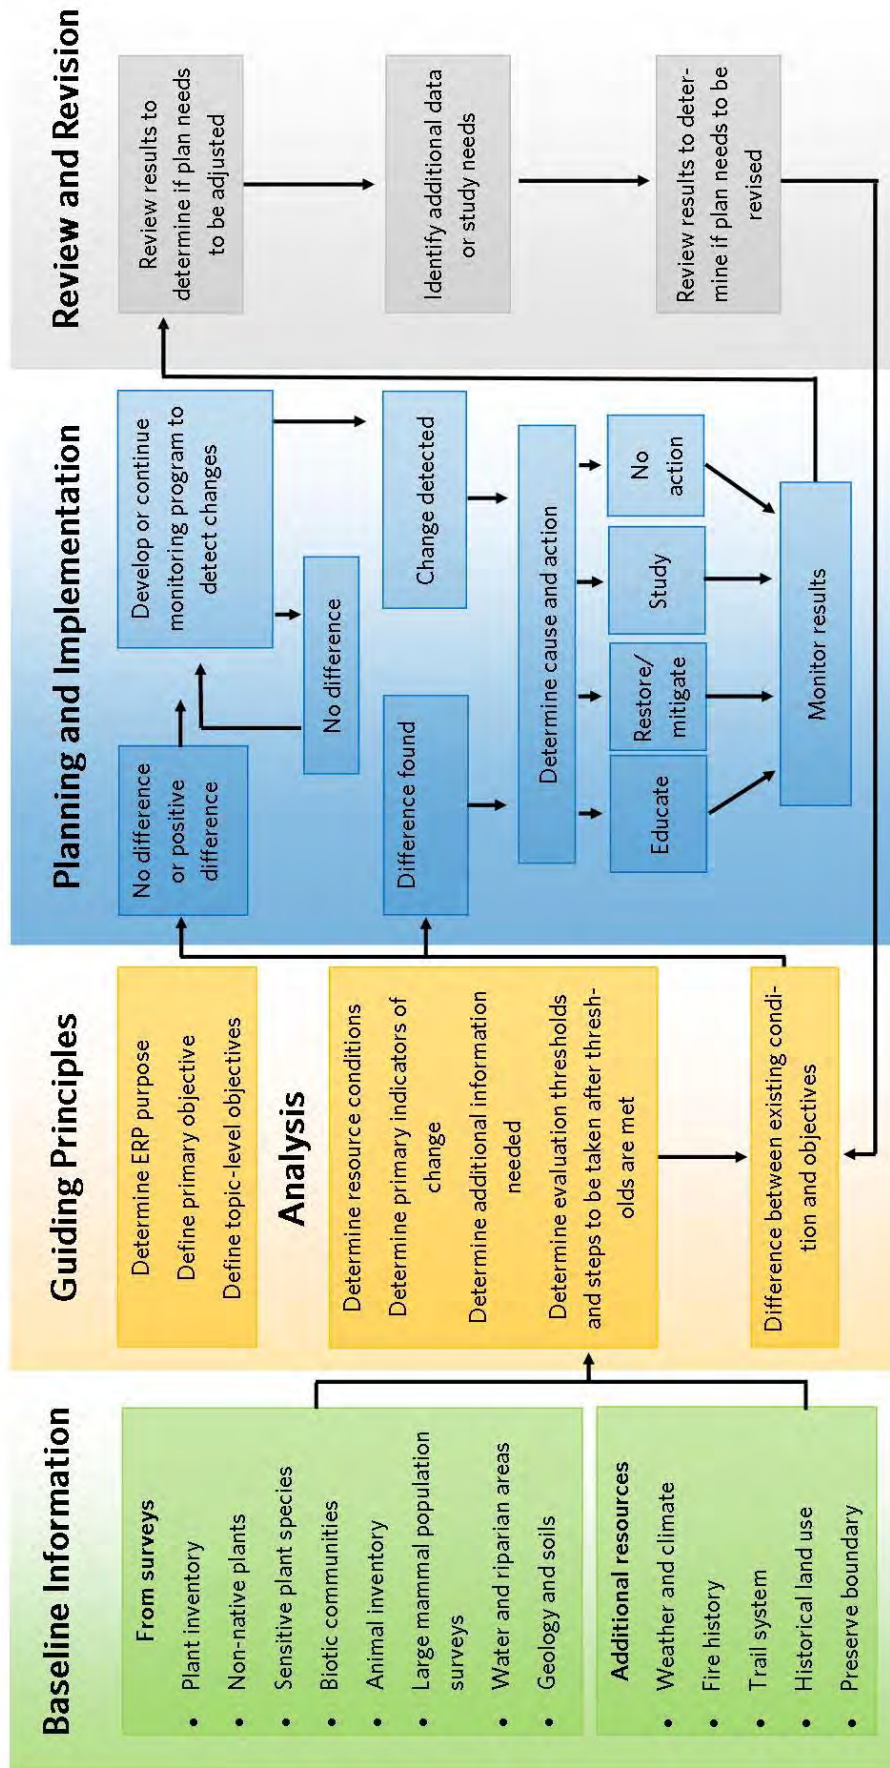 Baseline Information
From surveys
• Plant inventory
• Non-native plants
• Sensitive plant species
• Biotic communities
• Animal inventory
• Large mammal population
surveys
• Water and riparian areas
• Geology and soils
Additional resources
• Weather and climate
• Fire history
• Trail system
• Historical land use
• Preserve boundary
Guiding Principles
Determine ERP purpose
Define primary objective
Define topic-level objectives
Analysis
Determine resource conditions
Determine primary indicators of
change
Determine additional information
needed
Determine evaluation thresholds
and steps to be taken after thresh-
olds are met
Difference between existing condi-
tion and objectives
Planning and Implementation
No difference
or positive
difference
Develop or continue
monitoring program to
detect changes
No difference
Difference found
Change detected
Determine cause and action
Educate
Restore/
mitigate
Study
No
action
Monitor results
Review and Revision
Review results to
determine if plan needs
to be adjusted
Identify additional data
or study needs
Review results to deter-
mine if plan needs to be
revised